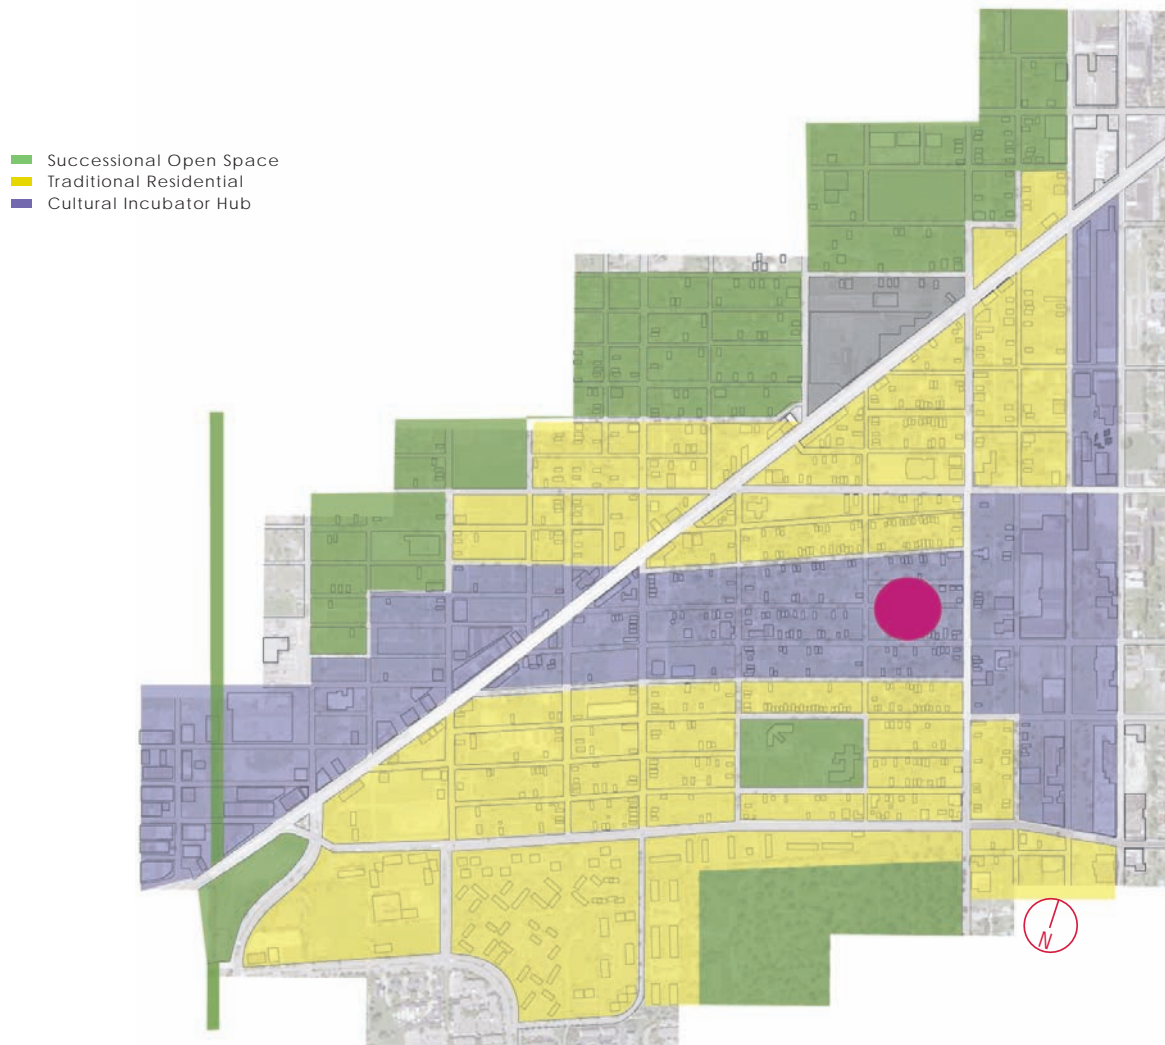 Successional Open Space
Traditional Residential
Cultural Incubator Hub
N